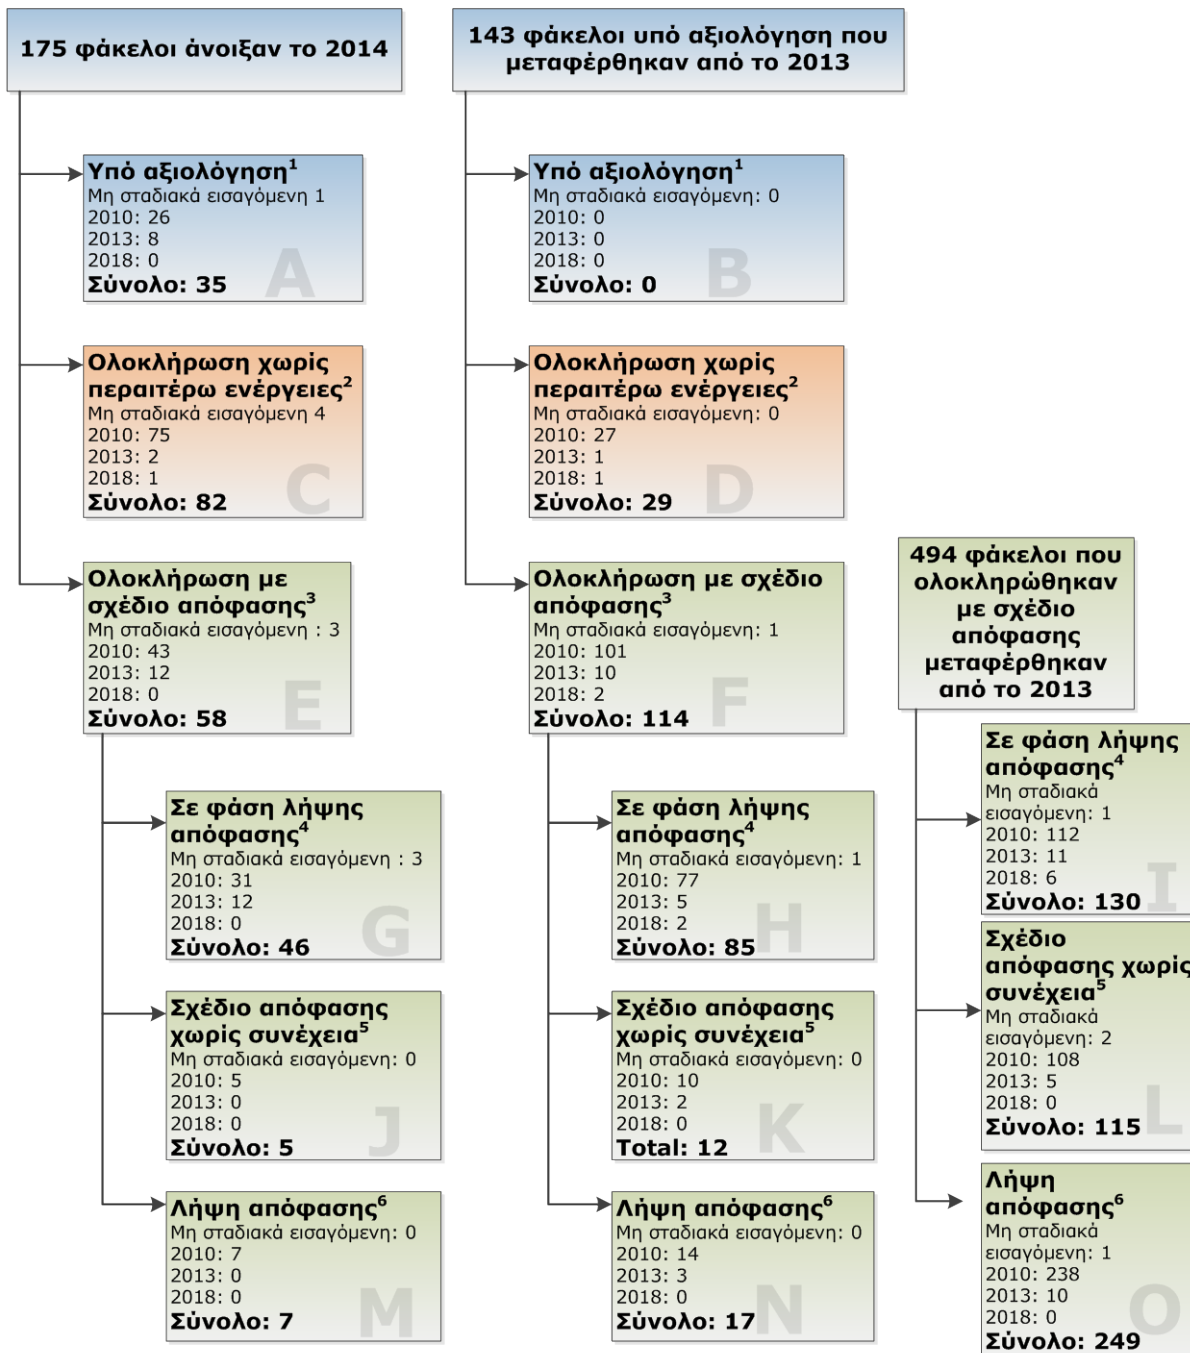 175 φάκελοι άνοιξαν το 2014
Υπό αξιολόγηση1
Μη σταδιακά εισαγόμενη 1
2010: 26
2013: 8
2018: 0
Σύνολο: 35
A
Ολοκλήρωση χωρίς
περαιτέρω ενέργειες2
Μη σταδιακά εισαγόμενη 4
2010: 75
2013: 2
2018: 1
Σύνολο: 82
C
Ολοκλήρωση με
σχέδιο απόφασης3
Μη σταδιακά εισαγόμενη : 3
2010: 43
2013: 12
2018: 0
Σύνολο: 58
E
Σε φάση λήψης
απόφασης4
Μη σταδιακά εισαγόμενη : 3
2010: 31
2013: 12
2018: 0
Σύνολο: 46
G
Σχέδιο απόφασης
χωρίς συνέχεια5
Μη σταδιακά εισαγόμενη: 0
2010: 5
2013: 0
2018: 0
Σύνολο: 5
J
Λήψη απόφασης6
Μη σταδιακά εισαγόμενη: 0
2010: 7
2013: 0
2018: 0
Σύνολο: 7
M
143 φάκελοι υπό αξιολόγηση που
μεταφέρθηκαν από το 2013
Υπό αξιολόγηση1
Μη σταδιακά εισαγόμενη: 0
2010: 0
2013: 0
2018: 0
Σύνολο: 0
B
Ολοκλήρωση χωρίς
περαιτέρω ενέργειες2
Μη σταδιακά εισαγόμενη: 0
2010: 27
2013: 1
2018: 1
Σύνολο: 29
D
Ολοκλήρωση με σχέδιο
απόφασης3
Μη σταδιακά εισαγόμενη: 1
2010: 101
2013: 10
2018: 2
Σύνολο: 114
F
Σε φάση λήψης
απόφασης4
Μη σταδιακά εισαγόμενη: 1
2010: 77
2013: 5
2018: 2
Σύνολο: 85
H
Σχέδιο απόφασης
χωρίς συνέχεια5
Μη σταδιακά εισαγόμενη: 0
2010: 10
2013: 2
2018: 0
Total: 12
K
Λήψη απόφασης6
Μη σταδιακά εισαγόμενη: 0
2010: 14
2013: 3
2018: 0
Σύνολο: 17
N
494 φάκελοι που
ολοκληρώθηκαν
με σχέδιο
απόφασης
μεταφέρθηκαν
από το 2013
Σε φάση λήψης
απόφασης4
Μη σταδιακά
εισαγόμενη: 1
2010: 112
2013: 11
2018: 6
Σύνολο: 130
I
Σχέδιο
απόφασης χωρίς
συνέχεια5
Μη σταδιακά
εισαγόμενη: 2
2010: 108
2013: 5
2018: 0
Σύνολο: 115
L
Λήψη
απόφασης6
Μη σταδιακά
εισαγόμενη: 1
2010: 238
2013: 10
2018: 0
Σύνολο: 249
O